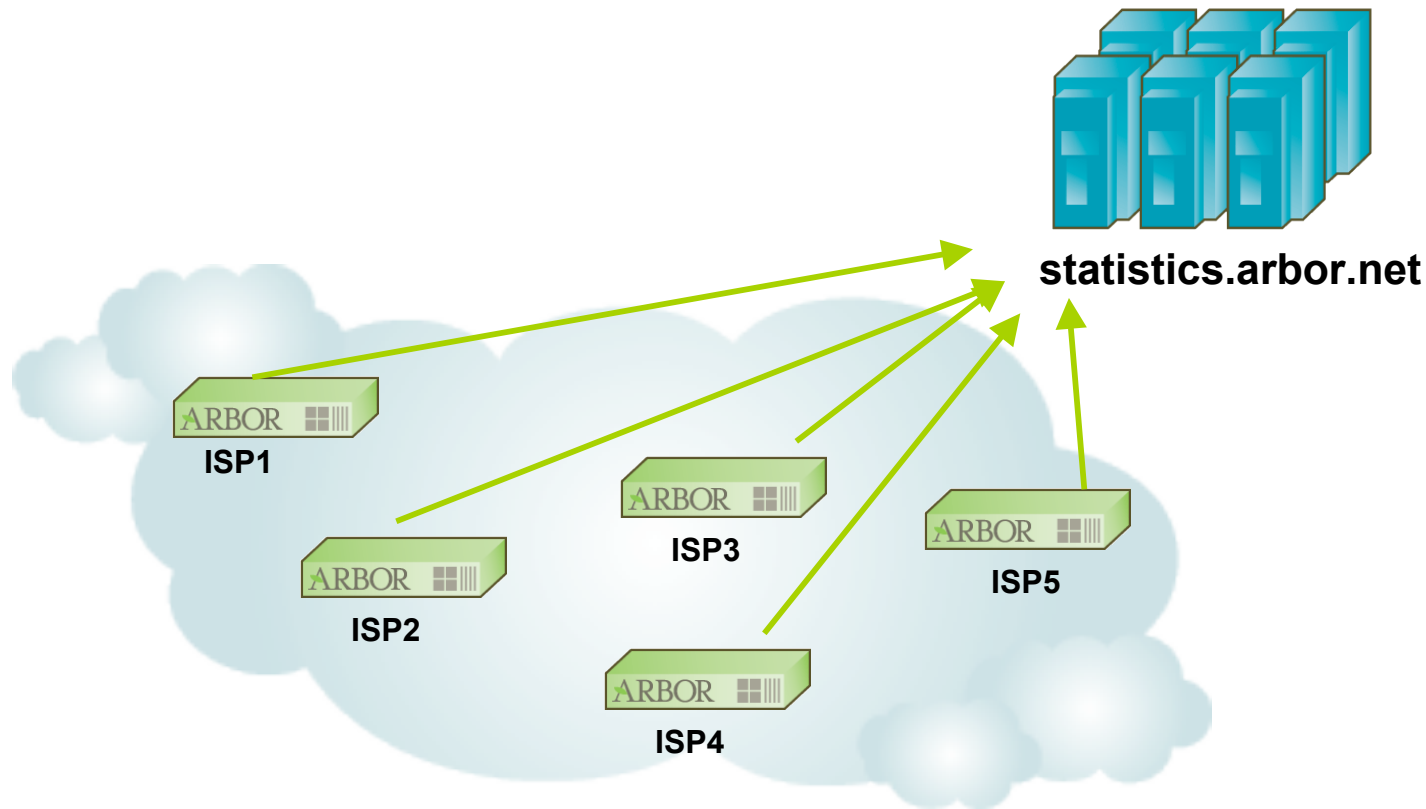 statistics.arbor.net
ARBOR
ISP1
ARBOR
ISP2
ARBOR
ISP3
ARBOR
ISP4
ARBOR
ISP5